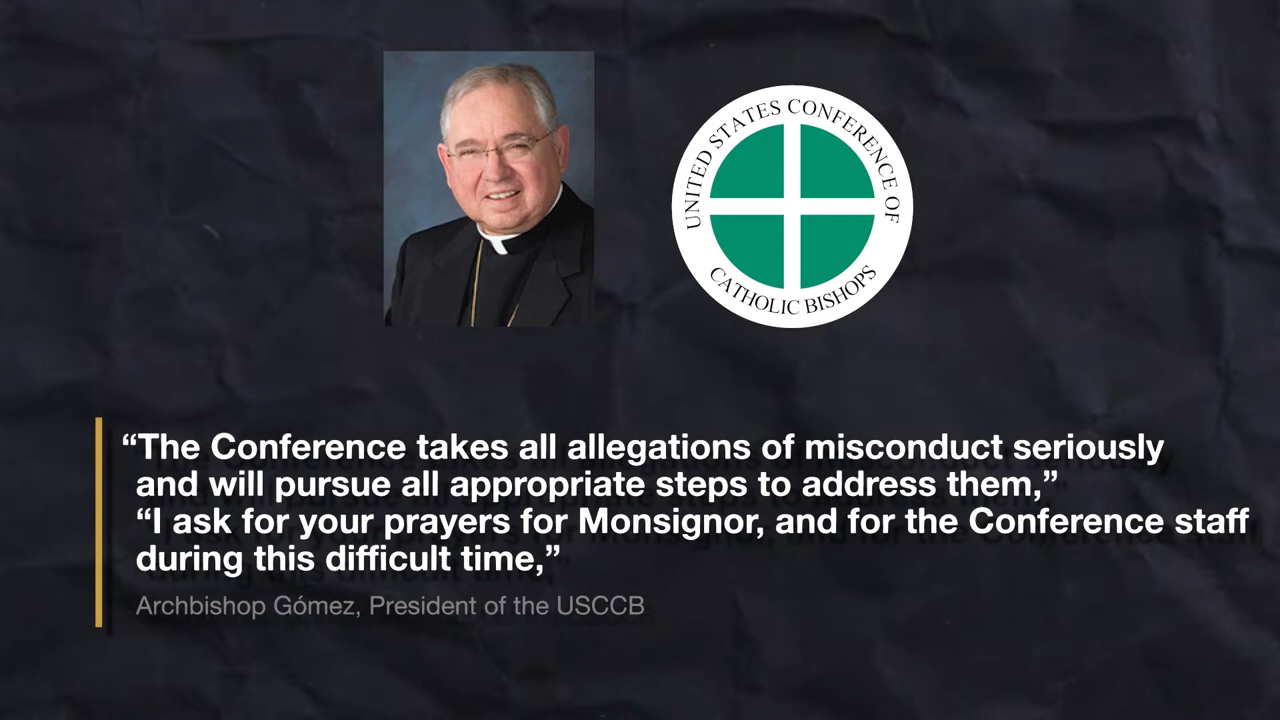 UNITED STATES CONFERENCE OF
CATHOLIC BISHOPS
“The Conference takes all allegations of misconduct seriously
and will pursue all appropriate steps to address them,”
“I ask for your prayers for Monsignor, and for the Conference staff
during this difficult time,”
Archbishop Gómez, President of the USCCB